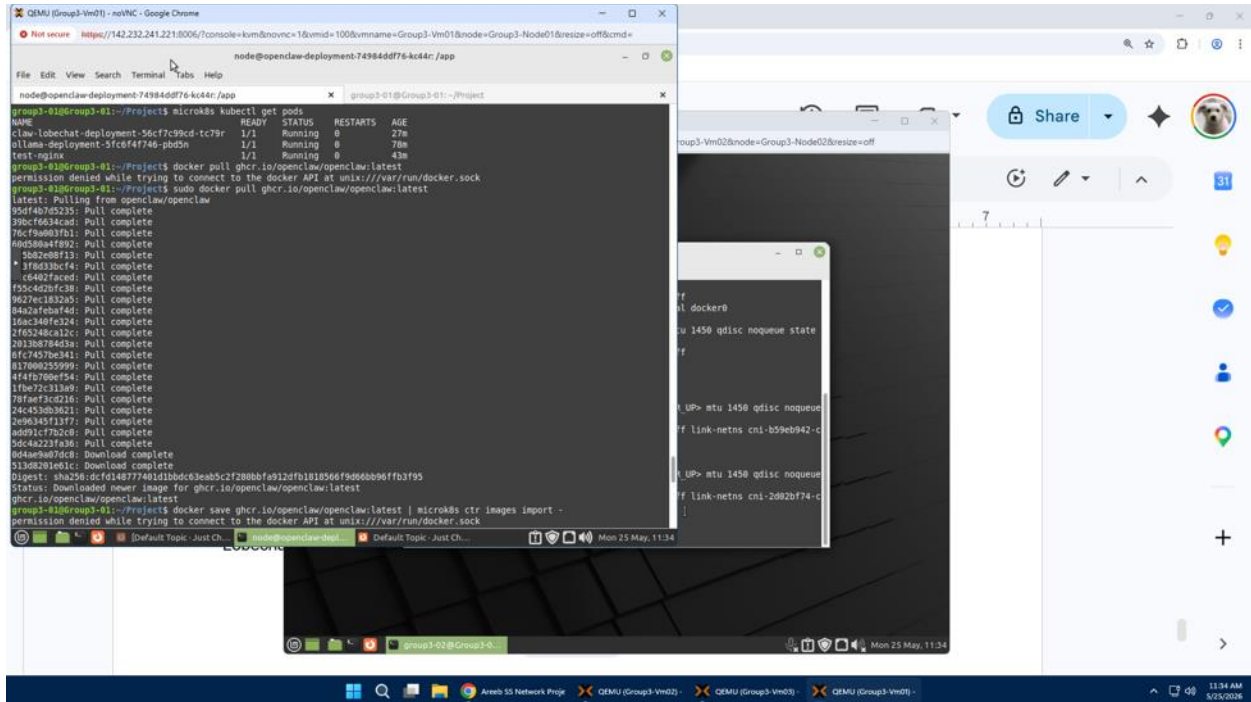 QEMU (Group3-Vm01) - noVNC - Google Chrome
Not secure https://142.232.241.221:8006/?console=kvm&novnc=1&vmid=100&vmname=Group3-Vm01&node=Group3-Node01&resize=off&cmd=
node@openclaw-deployment-74984ddf76-kc44r: /app
File Edit View Search Terminal Tabs Help
node@openclaw-deployment-74984ddf76-kc44r: /app
group3-01@Group3-01: ~/Project
group3-01@Group3-01:~/Project$ microk8s kubectl get pods
NAME READY STATUS RESTARTS AGE
claw-lobechat-deployment-56cf7c99cd-tc79r 1/1 Running 0 27m
ollama-deployment-5fc6f4f746-pbd5n 1/1 Running 0 78m
test-nginx 1/1 Running 0 43m
group3-01@Group3-01:~/Project$ docker pull ghcr.io/openclaw/openclaw:latest
permission denied while trying to connect to the docker API at unix:///var/run/docker.sock
group3-01@Group3-01:~/Project$ sudo docker pull ghcr.io/openclaw/openclaw:latest
latest: Pulling from openclaw/openclaw
95df4b7d5235: Pull complete
39bcf6634cad: Pull complete
76cf9a003fb1: Pull complete
60d580a4f892: Pull complete
5b82e08f13: Pull complete
3f8d33bcf4: Pull complete
c6402faced: Pull complete
f55c4d2bfc38: Pull complete
9627ec1832a5: Pull complete
84a2afebaf4d: Pull complete
16ac340fe324: Pull complete
2f65248ca12c: Pull complete
2013b8784d3a: Pull complete
6fc7457be341: Pull complete
817000255999: Pull complete
4f4fb700ef54: Pull complete
1fbe72c313a9: Pull complete
78faef3cd216: Pull complete
24c453db3621: Pull complete
2e96345f13f7: Pull complete
add91cf7b2c0: Pull complete
5dc4a223fa36: Pull complete
0d4ae9a07dc8: Download complete
513d8201e61c: Download complete
Digest: sha256:dcfd148777401d1bbdc63eab5c2f280bbfa912dfb1818566f9d66bb96ffb3f95
Status: Downloaded newer image for ghcr.io/openclaw/openclaw:latest
ghcr.io/openclaw/openclaw:latest
group3-01@Group3-01:~/Project$ docker save ghcr.io/openclaw/openclaw:latest | microk8s ctr images import -
permission denied while trying to connect to the docker API at unix:///var/run/docker.sock
[Default Topic · Just Ch... node@openclaw-depl... Default Topic · Just Ch... Mon 25 May, 11:34
Share
31
7
roup3-Vm02&node=Group3-Node02&resize=off
ff
al docker0
tu 1450 qdisc noqueue state
ff
_UP> mtu 1450 qdisc noqueue
ff link-netns cni-b59eb942-c
_UP> mtu 1450 qdisc noqueue
ff link-netns cni-2d02bf74-c
group3-02@Group3-0... Mon 25 May, 11:34
Areeb SS Network Proje QEMU (Group3-Vm02) - QEMU (Group3-Vm03) - QEMU (Group3-Vm01) -
11:34 AM
5/25/2026